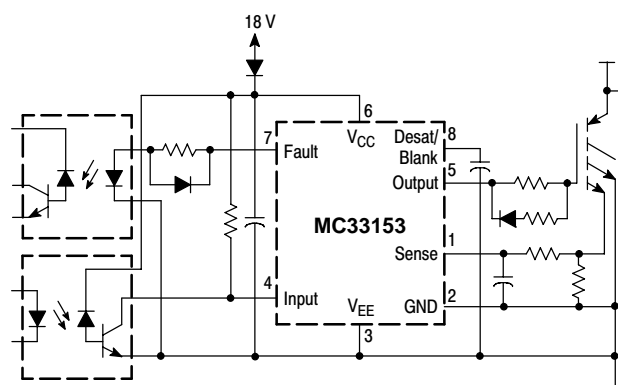 18 V
6
7
VCC
Desat/
Blank
8
Fault
5
Output
MC33153
Sense
1
4
Input
VEE
GND
2
3